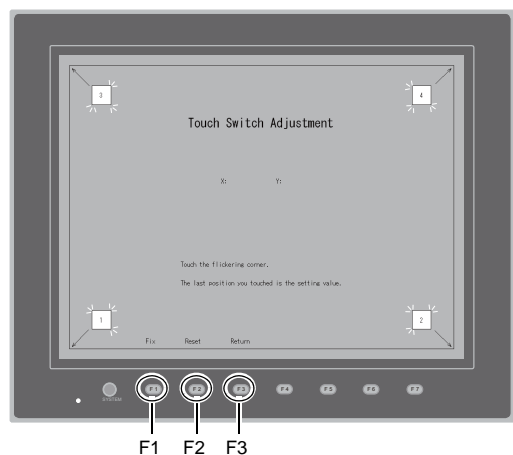 3
4
Touch Switch Adjustment
X: Y:
Touch the flickering corner.
The last position you touched is the setting value.
1
2
Fix Reset Return
SYSTEM F1 F2 F3 F4 F5 F6 F7
F1 F2 F3